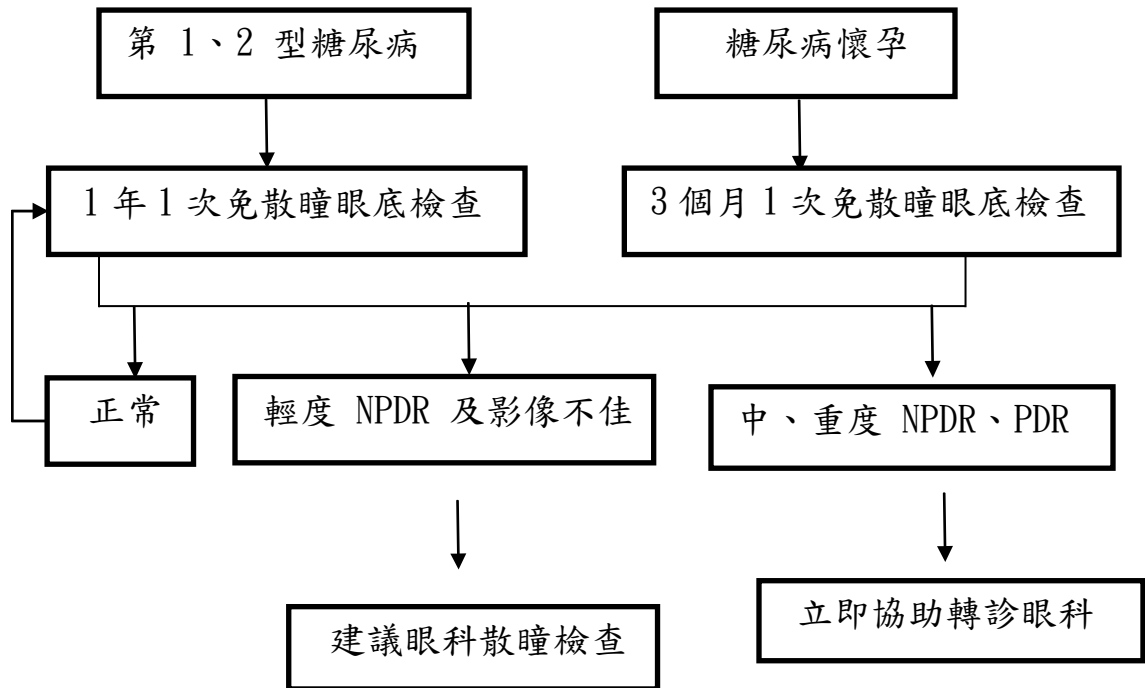 第 1、2 型糖尿病
糖尿病懷孕
1 年 1 次免散瞳眼底檢查
3 個月 1 次免散瞳眼底檢查
正常
輕度 NPDR 及影像不佳
中、重度 NPDR、PDR
建議眼科散瞳檢查
立即協助轉診眼科